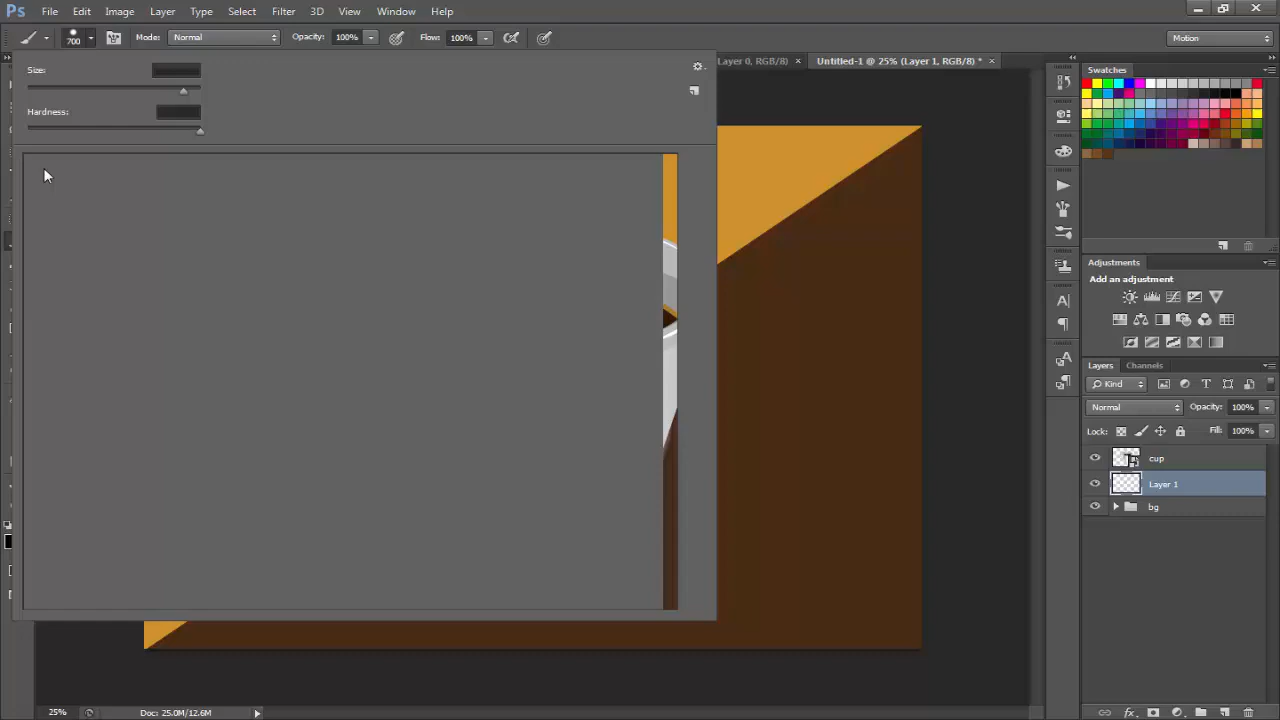 Ps File Edit Image Layer Type Select Filter 3D View Window Help
700 Mode: Normal Opacity: 100% Flow: 100% Motion
Layer 0, RGB/8) × Untitled-1 @ 25% (Layer 1, RGB/8) * ×
Size:
Hardness:
Swatches
Adjustments
Add an adjustment
Layers Channels
Kind
Normal Opacity: 100%
Lock: Fill: 100%
cup
Layer 1
bg
25% Doc: 25.0M/12.6M